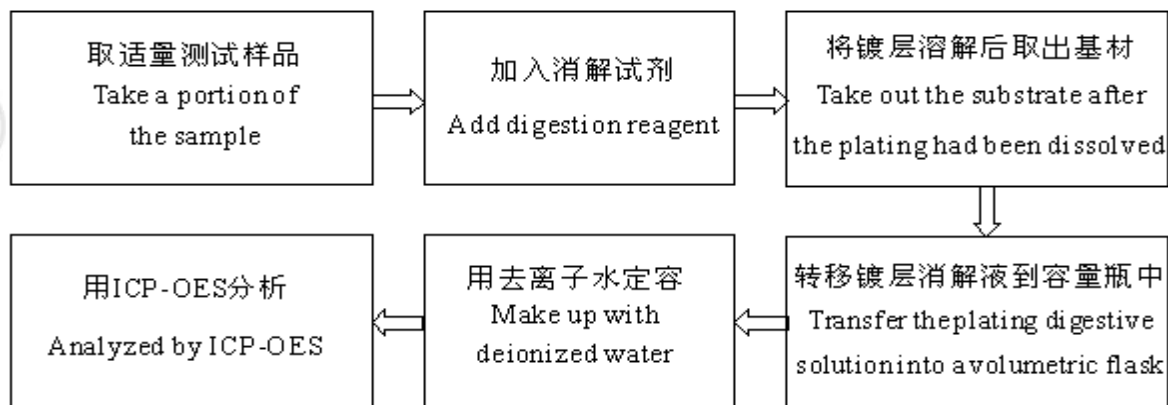 取适量测试样品
Take a portion of
the sample
加入消解试剂
Add digestion reagent
将镀层溶解后取出基材
Take out the substrate after
the plating had been dissolved
转移镀层消解液到容量瓶中
Transfer the plating digestive
solution into a volumetric flask
用去离子水定容
Make up with
deionized water
用ICP-OES分析
Analyzed by ICP-OES